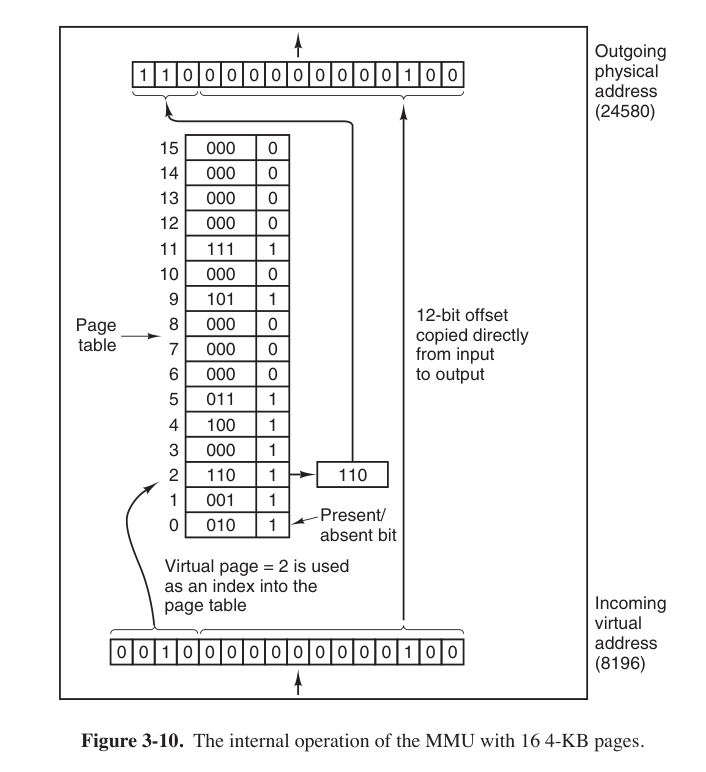 Outgoing
physical
address
(24580)
1 1 0 0 0 0 0 0 0 0 0 0 1 0 0
15 000 0
14 000 0
13 000 0
12 000 0
11 111 1
10 000 0
9 101 1
8 000 0
7 000 0
6 000 0
5 011 1
4 100 1
3 000 1
2 110 1
1 001 1
0 010 1
Page
table
110
12-bit offset
copied directly
from input
to output
Present/
absent bit
Virtual page = 2 is used
as an index into the
page table
0 0 1 0 0 0 0 0 0 0 0 0 0 1 0 0
Incoming
virtual
address
(8196)
Figure 3-10. The internal operation of the MMU with 16 4-KB pages.